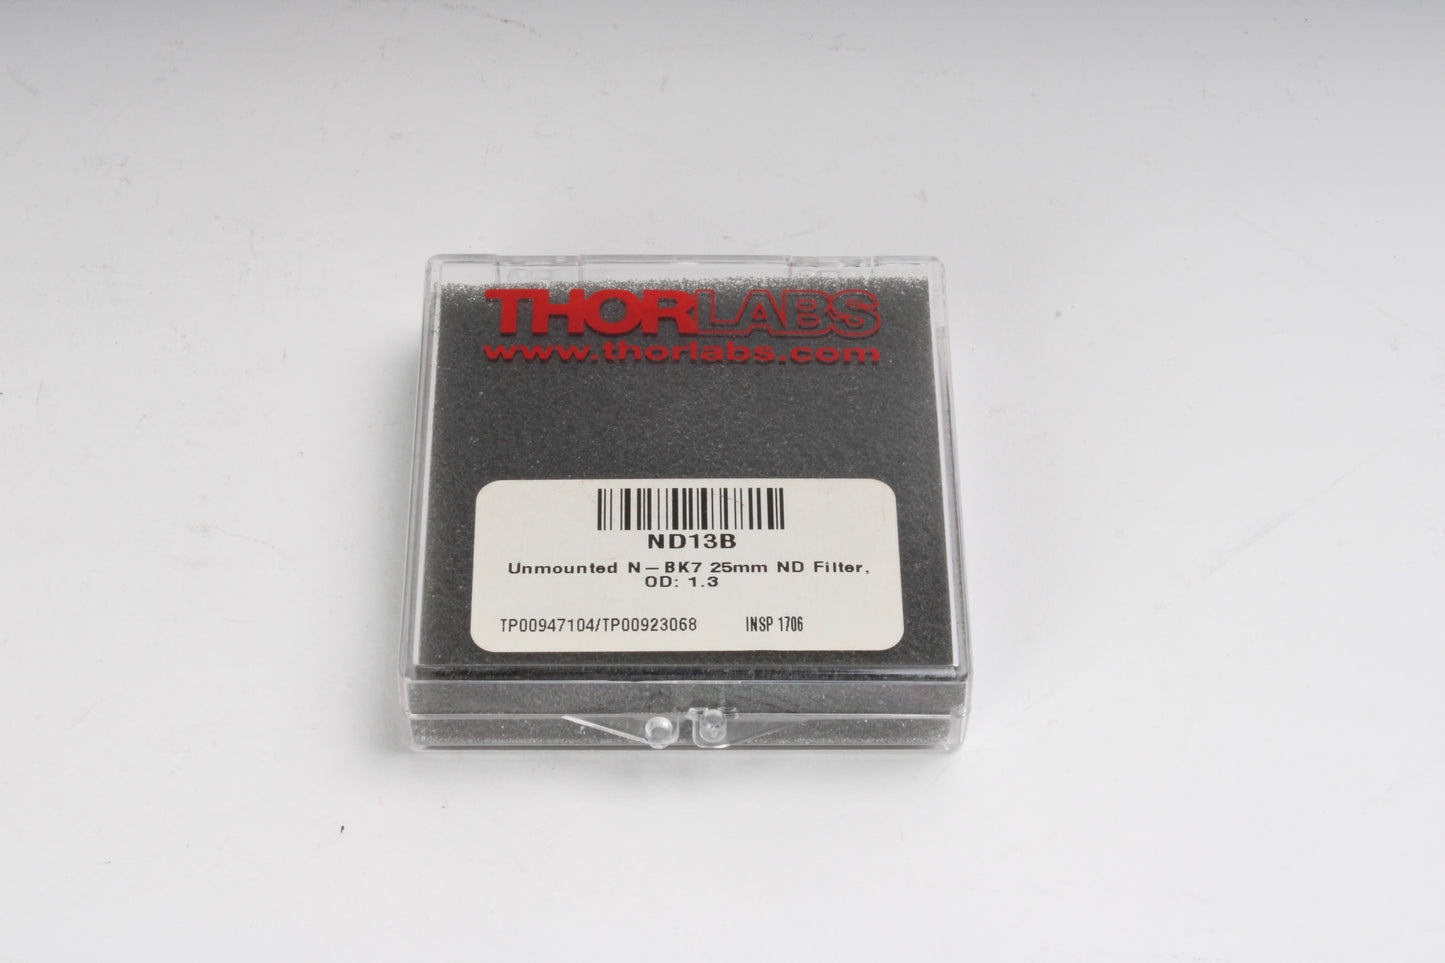 THORLABS
www.thorlabs.com
ND13B
Unmounted N-BK7 25mm ND Filter,
OD: 1.3
TP00947104/TP00923068 INSP 1706